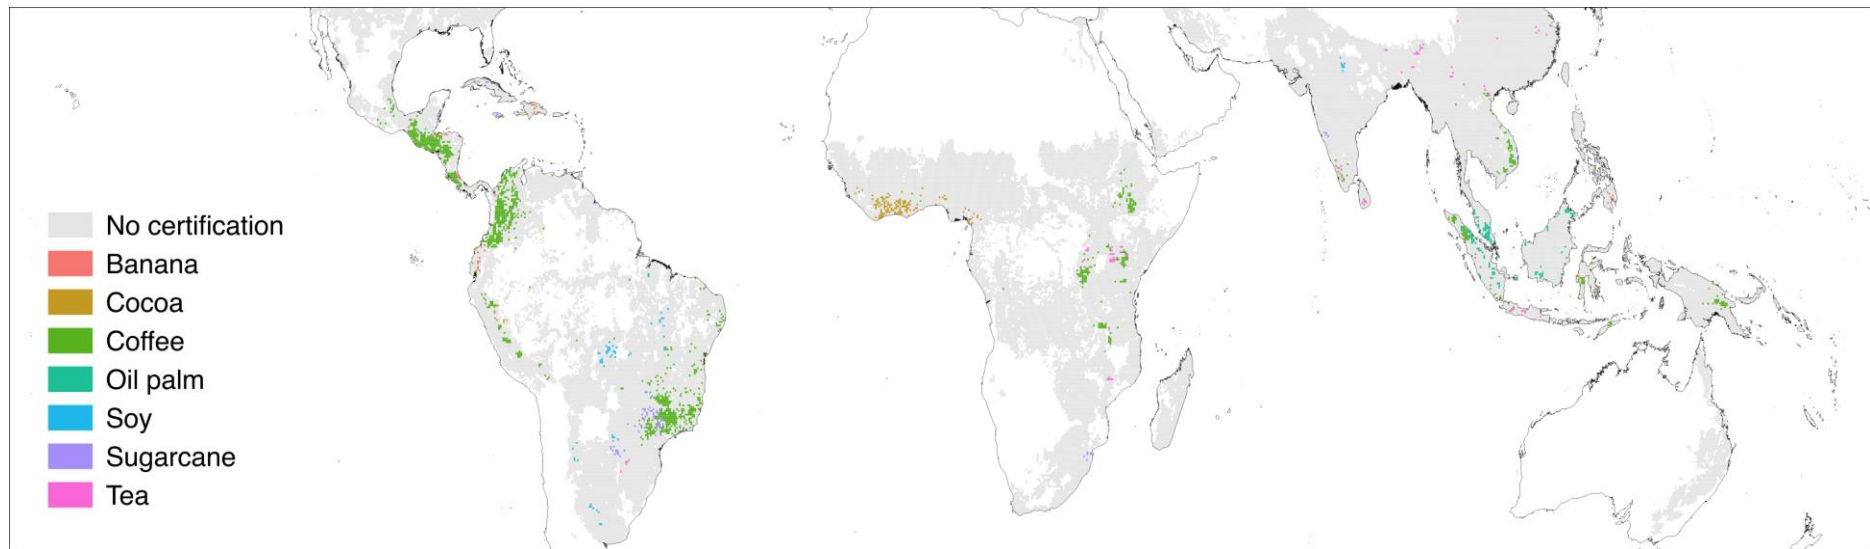 No certification
Banana
Cocoa
Coffee
Oil palm
Soy
Sugarcane
Tea